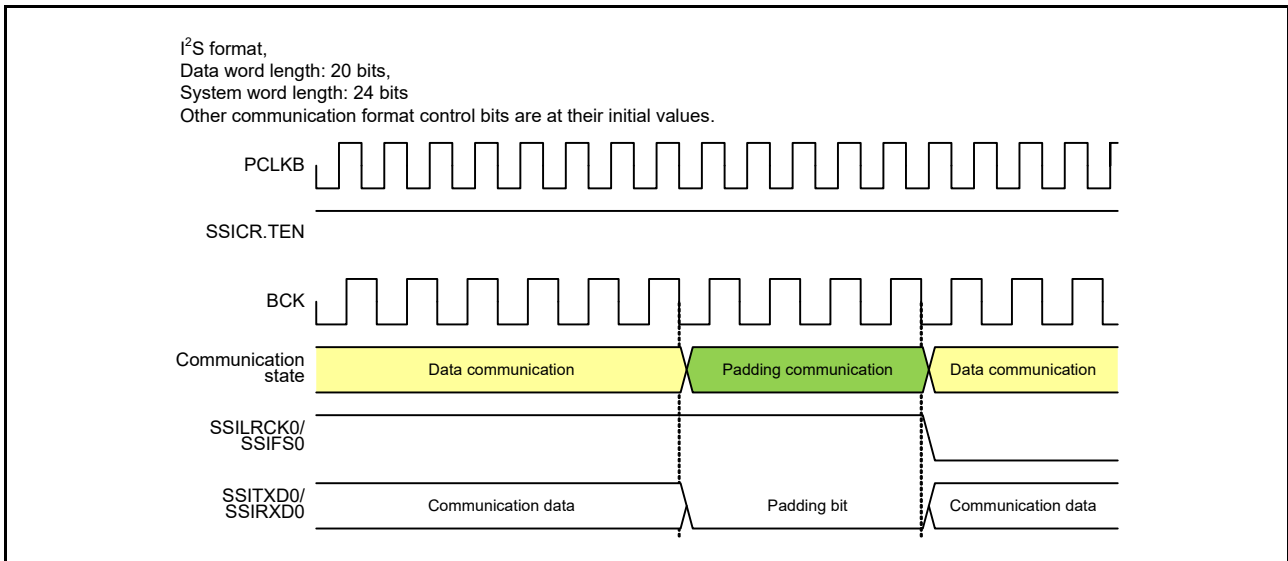 I²S format,
Data word length: 20 bits,
System word length: 24 bits
Other communication format control bits are at their initial values.
PCLKB
SSICR.TEN
BCK
Communication
state
Data communication
Padding communication
Data communication
SSILRCK0/
SSIFS0
SSITXD0/
SSIRXD0
Communication data
Padding bit
Communication data